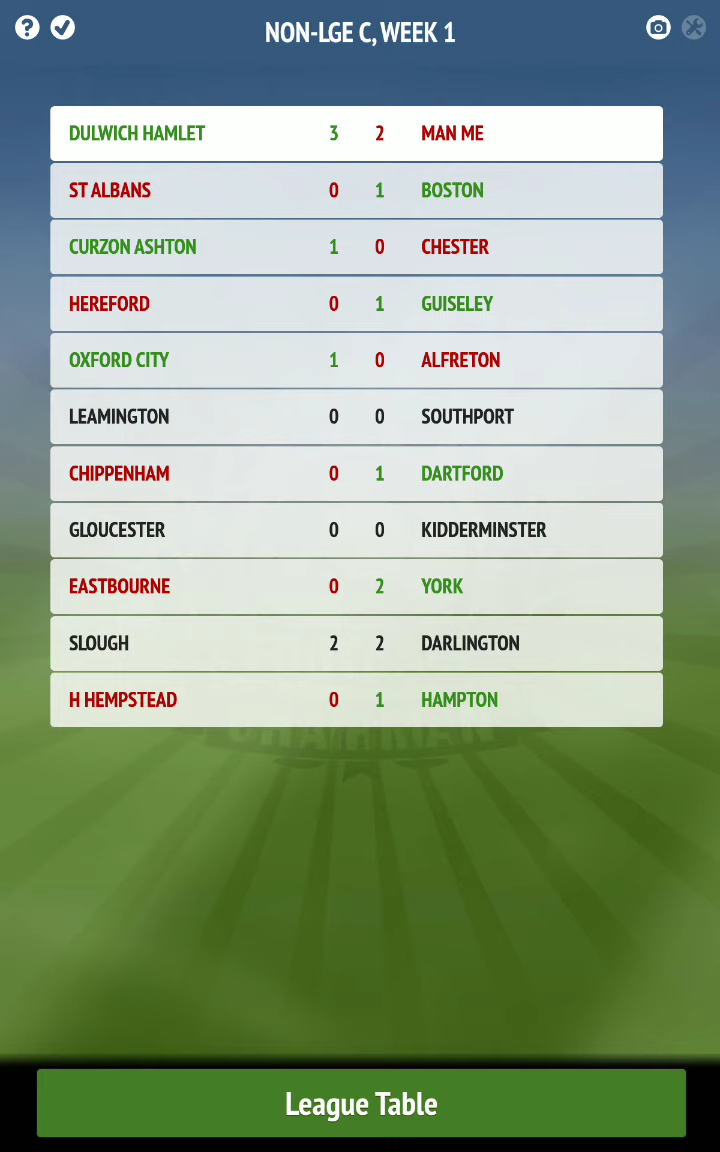 NON-LGE C, WEEK 1
DULWICH HAMLET 3 2 MAN ME
ST ALBANS 0 1 BOSTON
CURZON ASHTON 1 0 CHESTER
HEREFORD 0 1 GUISELEY
OXFORD CITY 1 0 ALFRETON
LEAMINGTON 0 0 SOUTHPORT
CHIPPENHAM 0 1 DARTFORD
GLOUCESTER 0 0 KIDDERMINSTER
EASTBOURNE 0 2 YORK
SLOUGH 2 2 DARLINGTON
H HEMPSTEAD 0 1 HAMPTON
CHAIRMAN
League Table